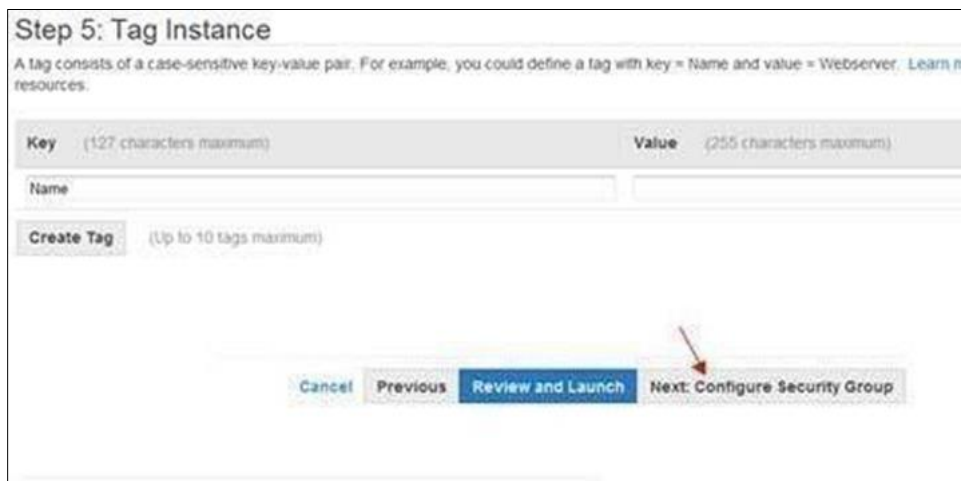 Step 5: Tag Instance
A tag consists of a case-sensitive key-value pair. For example, you could define a tag with key = Name and value = Webserver. Learn
resources.
Key (127 characters maximum) Value (255 characters maximum)
Name
Create Tag (Up to 10 tags maximum)
Cancel Previous Review and Launch Next: Configure Security Group